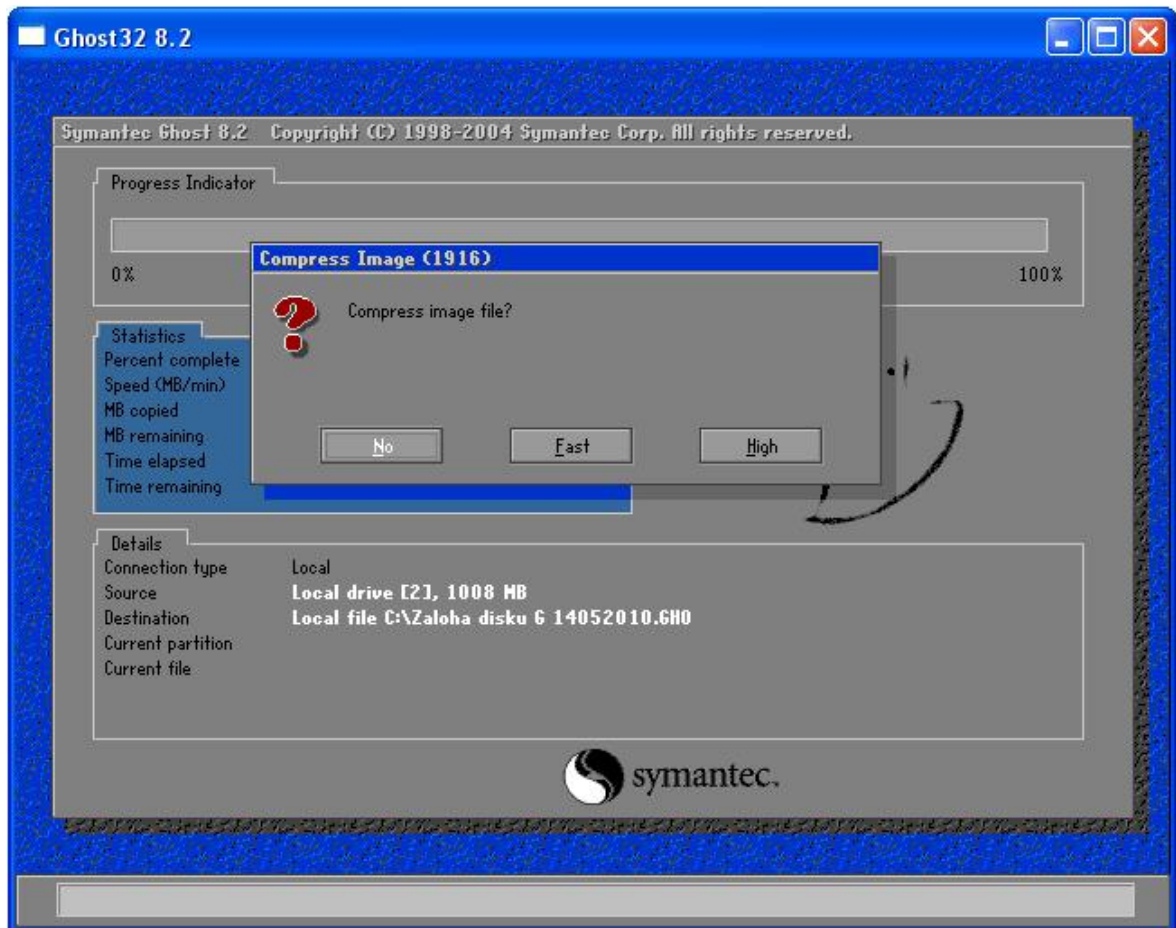 Ghost32 8.2
Symantec Ghost 8.2 Copyright (C) 1998-2004 Symantec Corp. All rights reserved.
Progress Indicator
0% 100%
Compress Image (1916)
Compress image file?
No Fast High
Statistics
Percent complete
Speed (MB/min)
MB copied
MB remaining
Time elapsed
Time remaining
Details
Connection type Local
Source Local drive [2], 1008 MB
Destination Local file C:\Zaloha disku G 14052010.GHO
Current partition
Current file
symantec.